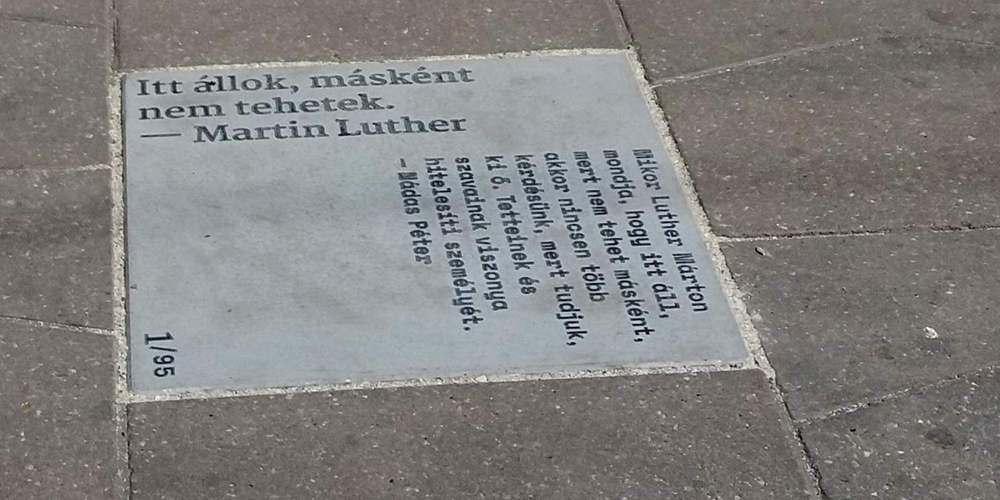 Itt állok, másként
nem tehetek.
— Martin Luther
Mikor Luther Márton
mondja, hogy itt áll,
mert nem tehet másként,
akkor nincsen több
kérdésünk, mert tudjuk,
ki ő. Tetteinek és
szavainak viszonya
hitelesíti személyét.
– Nádas Péter
1/95